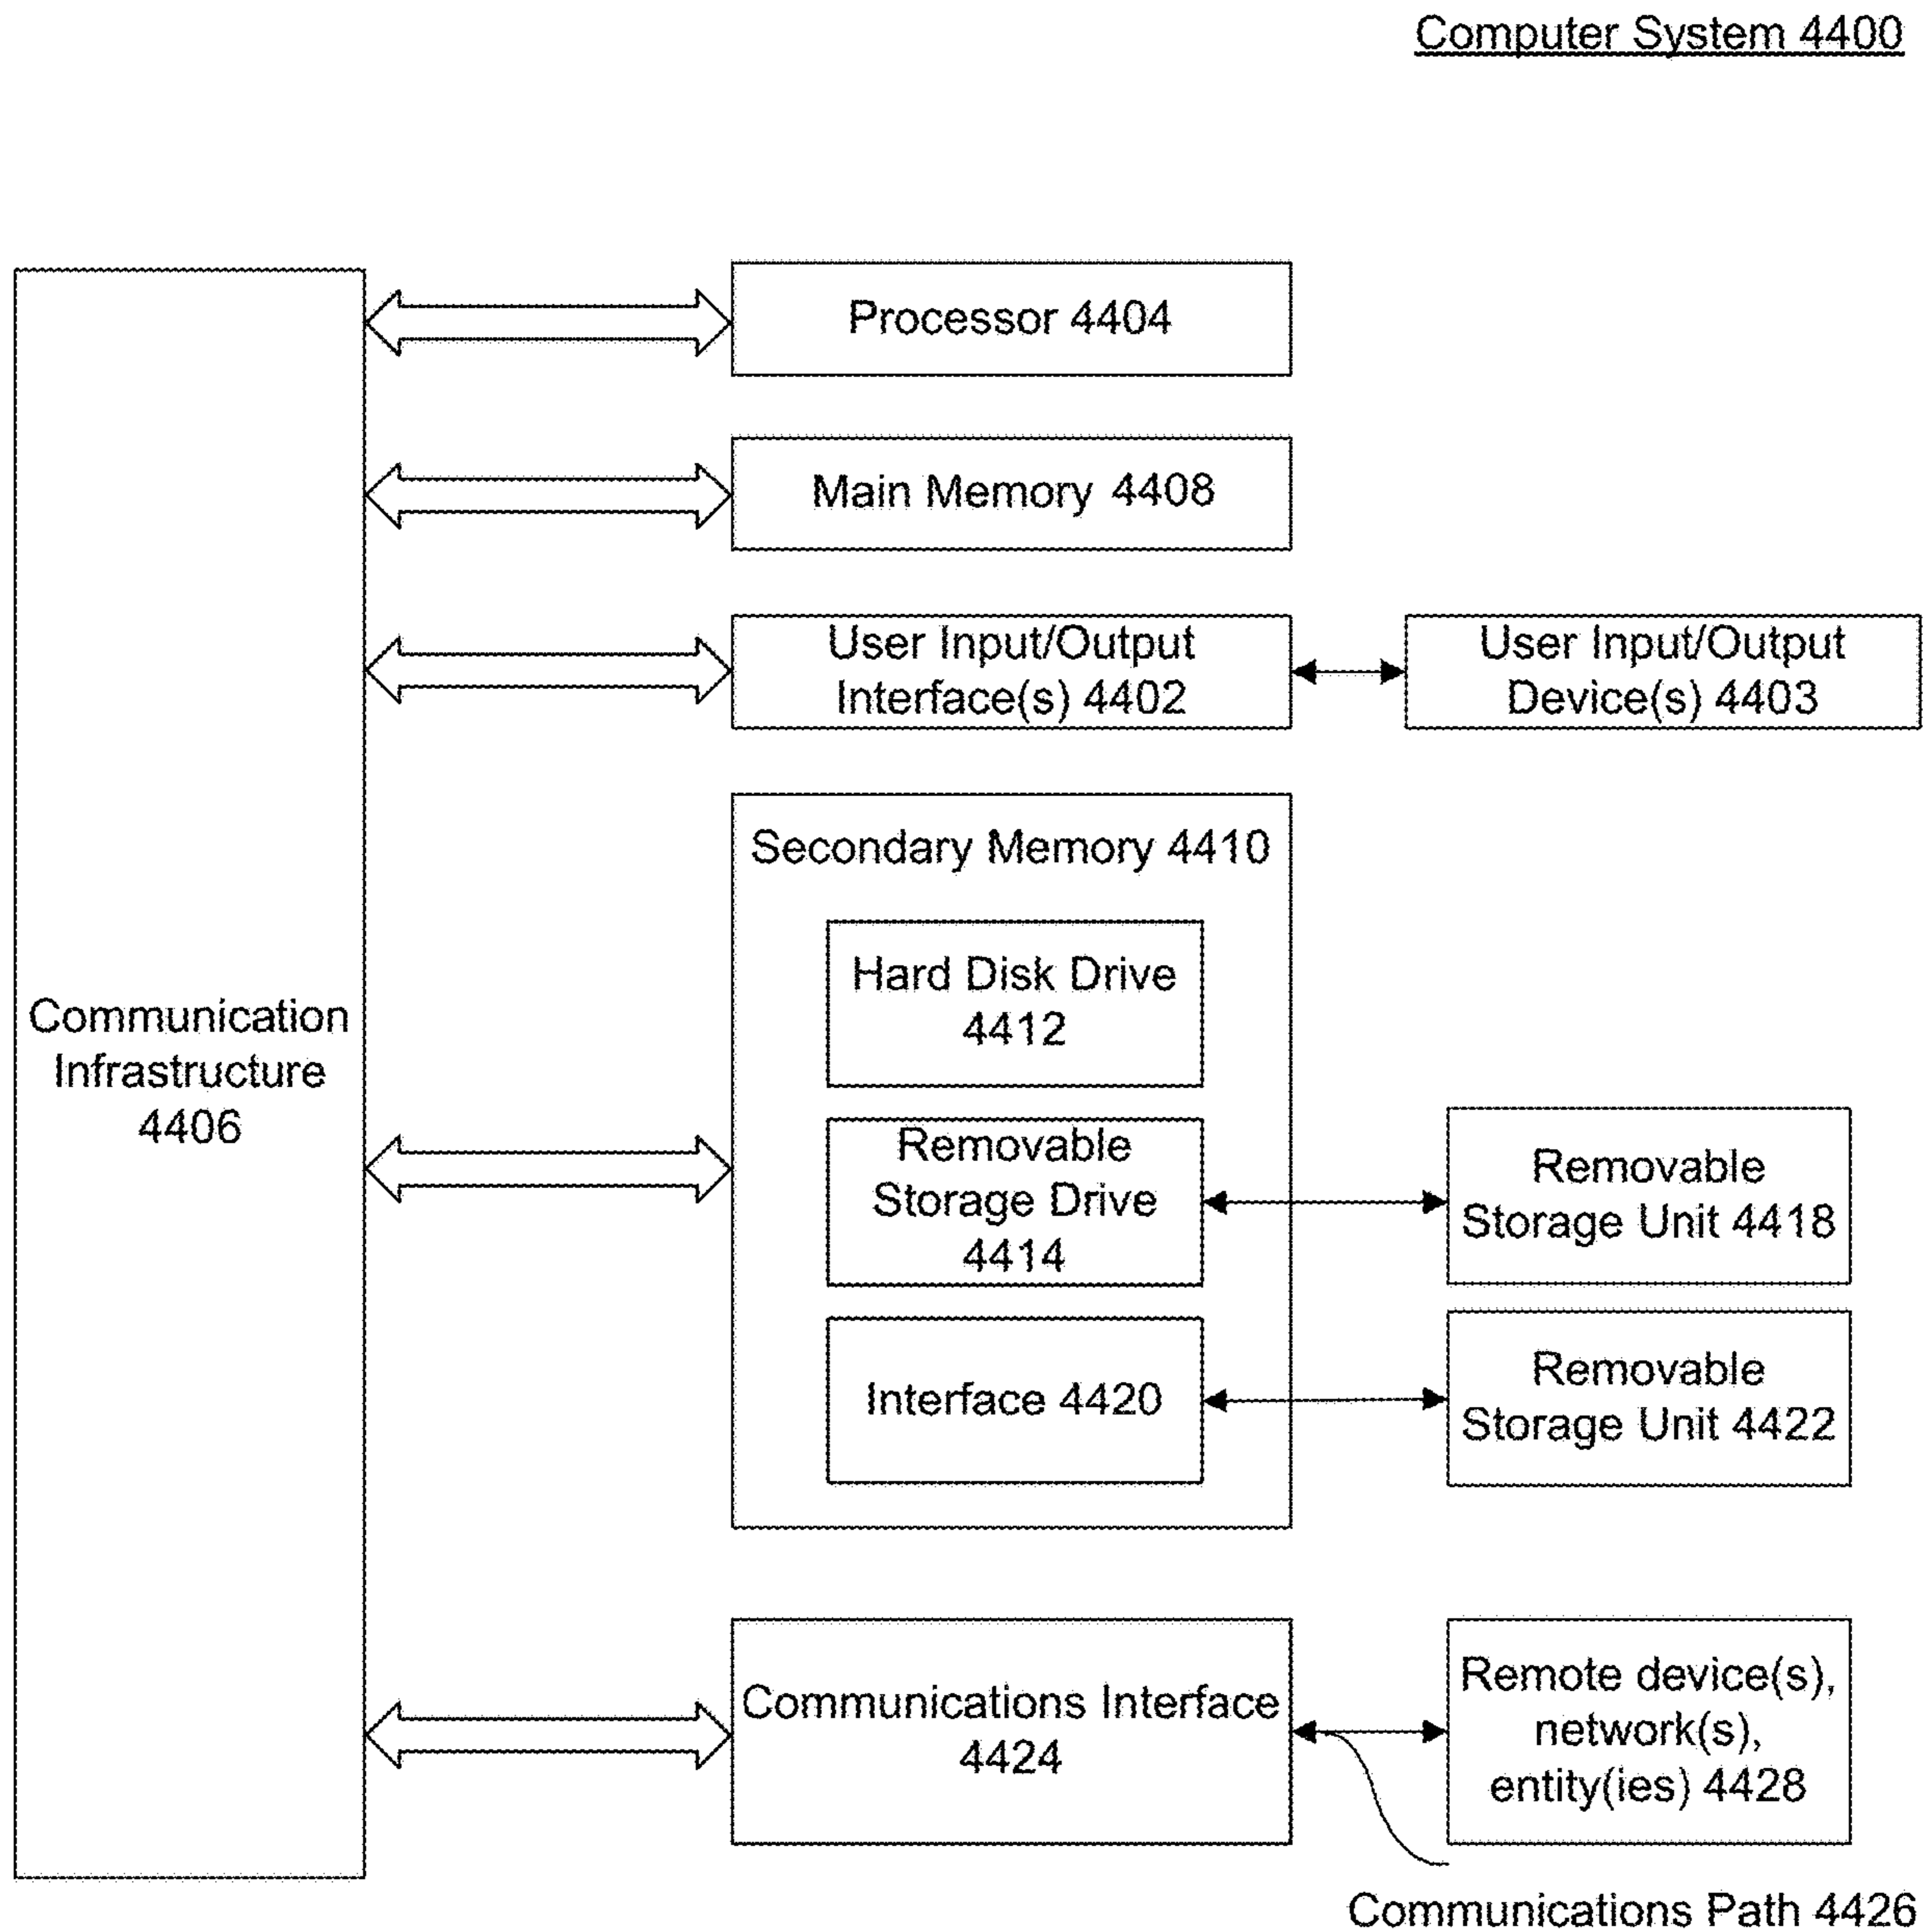 Computer System 4400
Processor 4404
Main Memory 4408
User Input/Output
Interface(s) 4402
User Input/Output
Device(s) 4403
Secondary Memory 4410
Hard Disk Drive
4412
Communication
Infrastructure
4406
Removable
Storage Drive
4414
Removable
Storage Unit 4418
Interface 4420
Removable
Storage Unit 4422
Communications Interface
4424
Remote device(s),
network(s),
entity(ies) 4428
Communications Path 4426